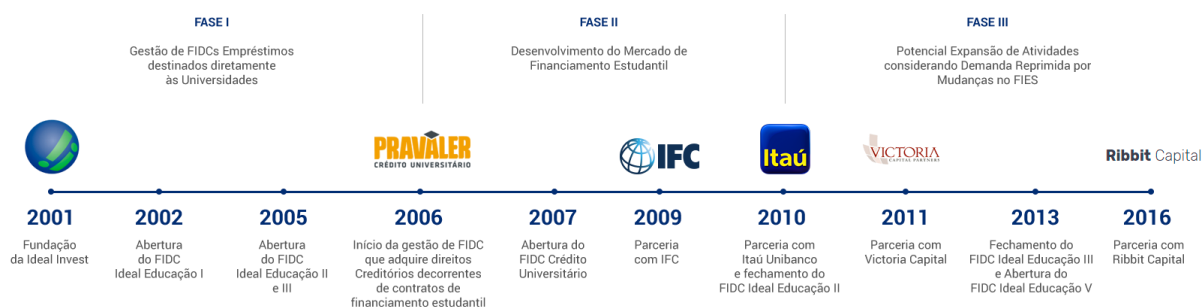 FASE I
Gestão de FIDCs Empréstimos
destinados diretamente
às Universidades
FASE II
Desenvolvimento do Mercado de
Financiamento Estudantil
FASE III
Potencial Expansão de Atividades
considerando Demanda Reprimida por
Mudanças no FIES
PRAVALER
CRÉDITO UNIVERSITÁRIO
IFC
Itaú
VICTORIA
CAPITAL PARTNERS
Ribbit Capital
2001
Fundação
da Ideal Invest
2002
Abertura
do FIDC
Ideal Educação I
2005
Abertura
do FIDC
Ideal Educação II
e III
2006
Início da gestão de FIDC
que adquire direitos
Creditórios decorrentes
de contratos de
financiamento estudantil
2007
Abertura do
FIDC Crédito
Universitário
2009
Parceria
com IFC
2010
Parceria com
Itaú Unibanco
e fechamento do
FIDC Ideal Educação II
2011
Parceria com
Victoria Capital
2013
Fechamento do
FIDC Ideal Educação III
e Abertura do
FIDC Ideal Educação V
2016
Parceria com
Ribbit Capital